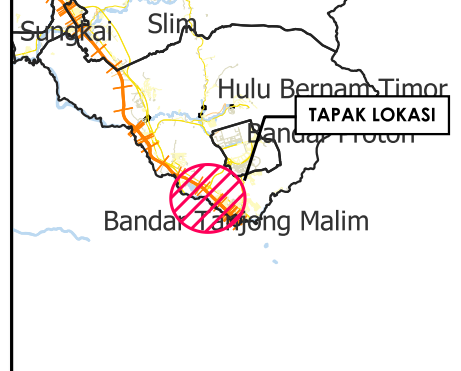 Slim
Sungkai
Hulu Bernam Timor
TAPAK LOKASI
Bandar Proton
Bandar Tanjong Malim